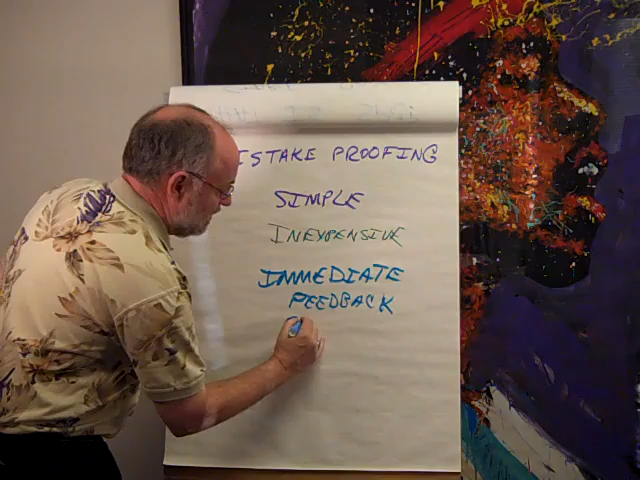 ISTAKE PROOFING
SIMPLE
INEXPENSIVE
IMMEDIATE
FEEDBACK